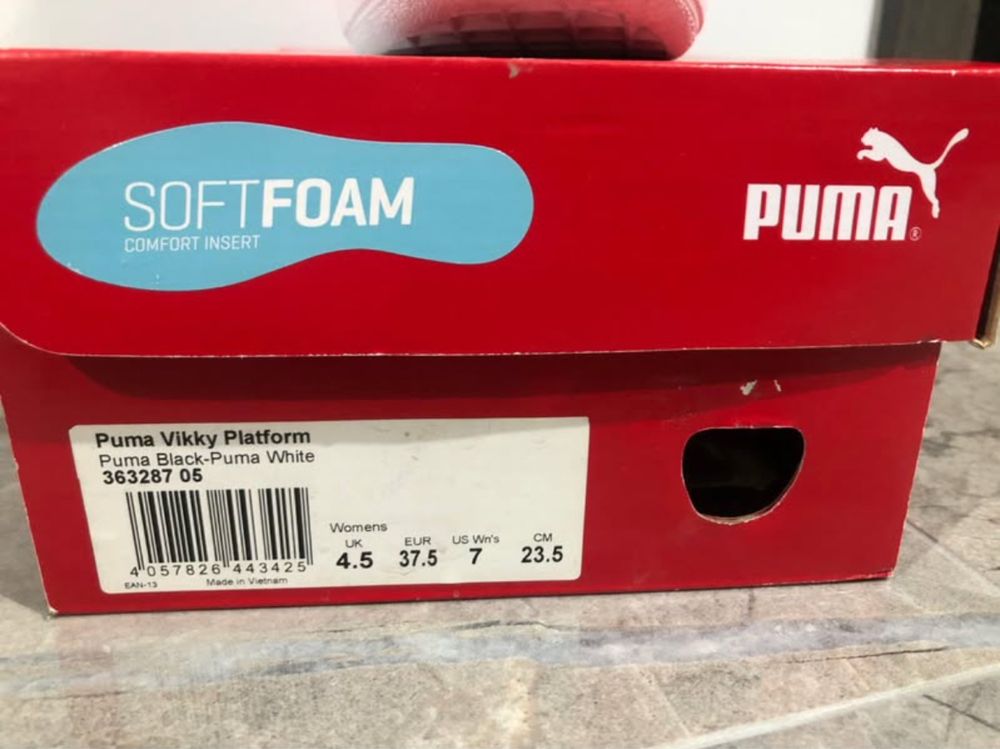 SOFTFOAM
COMFORT INSERT
PUMA®
Puma Vikky Platform
Puma Black-Puma White
363287 05
4 057826 443425
EAN-13
Made in Vietnam
Womens
UK EUR US Wn's CM
4.5 37.5 7 23.5